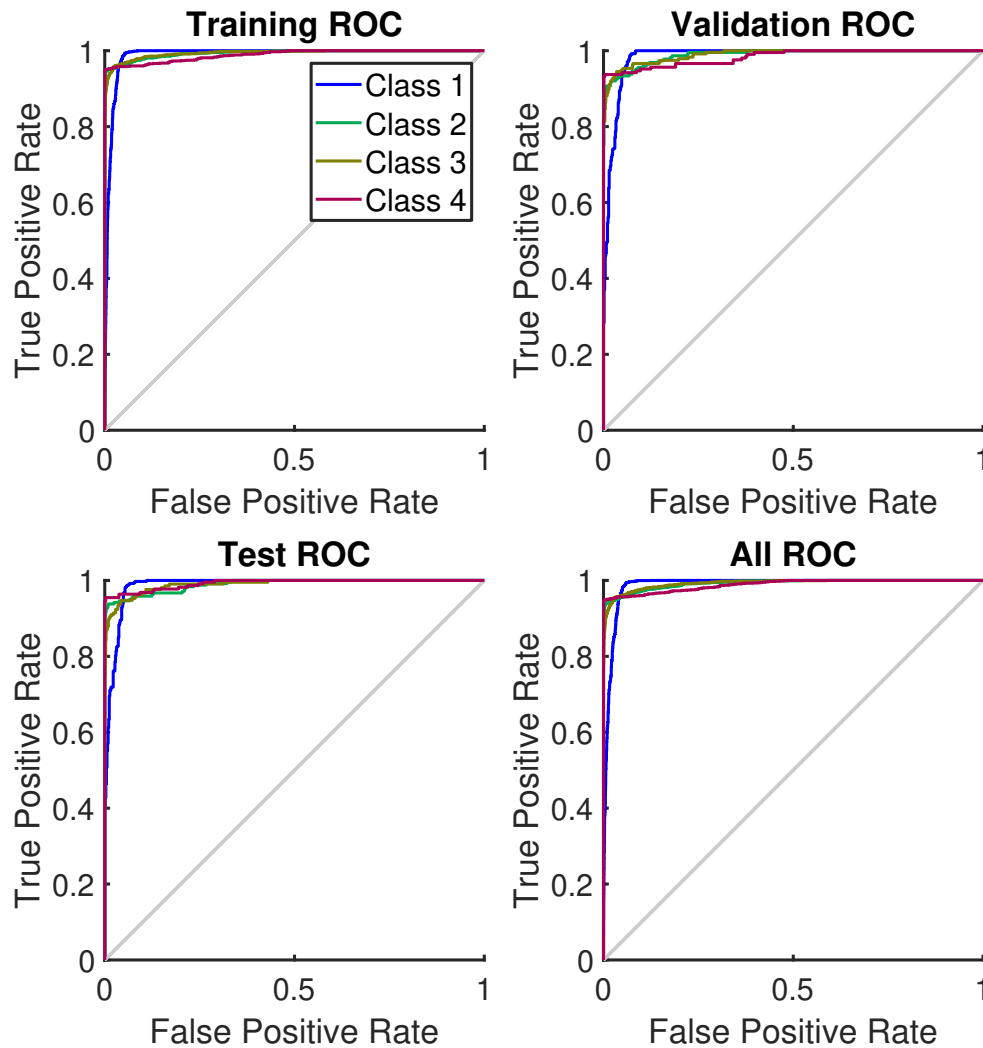 Training ROC
True Positive Rate
1
0.8
0.6
0.4
0.2
0
Class 1
Class 2
Class 3
Class 4
0
0.5
1
False Positive Rate
Validation ROC
True Positive Rate
1
0.8
0.6
0.4
0.2
0
0
0.5
1
False Positive Rate
Test ROC
True Positive Rate
1
0.8
0.6
0.4
0.2
0
0
0.5
1
False Positive Rate
All ROC
True Positive Rate
1
0.8
0.6
0.4
0.2
0
0
0.5
1
False Positive Rate